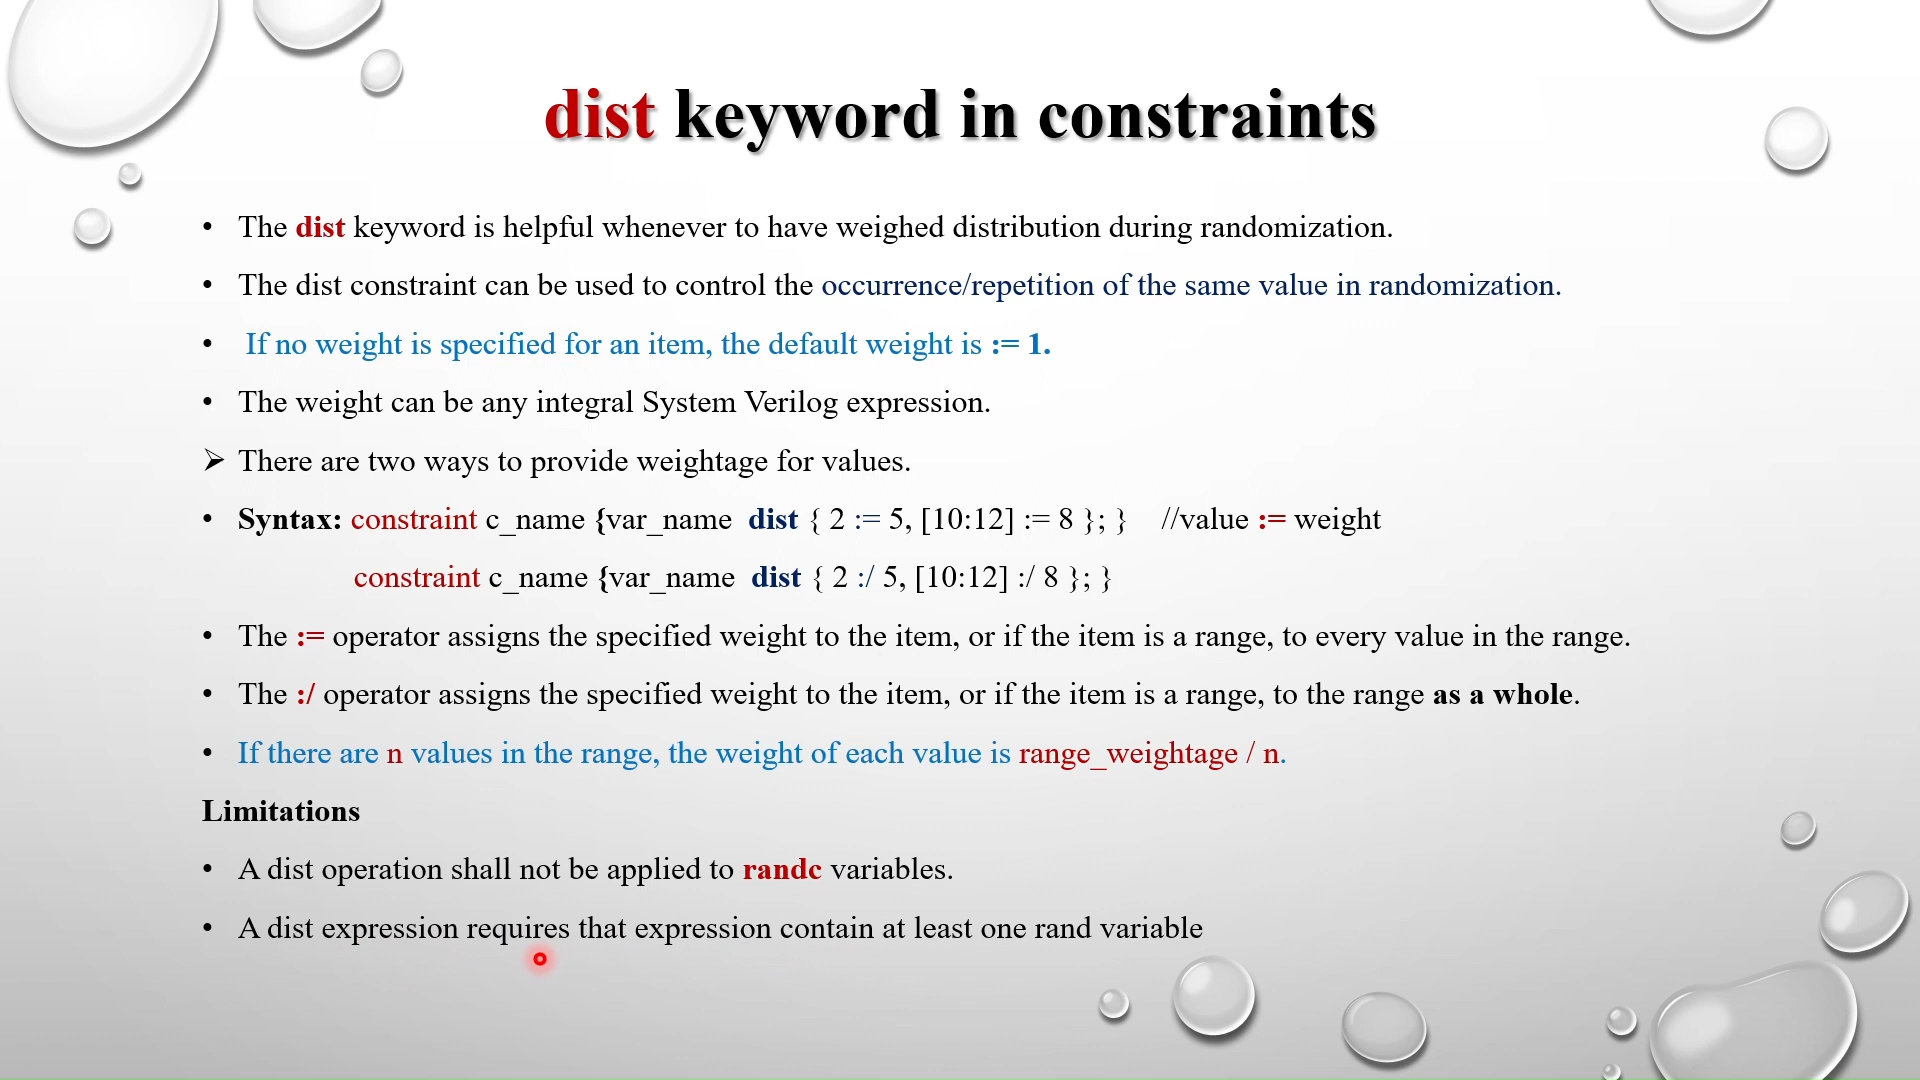 dist keyword in constraints
• The dist keyword is helpful whenever to have weighed distribution during randomization.
• The dist constraint can be used to control the occurrence/repetition of the same value in randomization.
• If no weight is specified for an item, the default weight is := 1.
• The weight can be any integral System Verilog expression.
➢ There are two ways to provide weightage for values.
• Syntax: constraint c_name {var_name dist { 2 := 5, [10:12] := 8 }; } //value := weight
constraint c_name {var_name dist { 2 :/ 5, [10:12] :/ 8 }; }
• The := operator assigns the specified weight to the item, or if the item is a range, to every value in the range.
• The :/ operator assigns the specified weight to the item, or if the item is a range, to the range as a whole.
• If there are n values in the range, the weight of each value is range_weightage / n.
Limitations
• A dist operation shall not be applied to randc variables.
• A dist expression requires that expression contain at least one rand variable